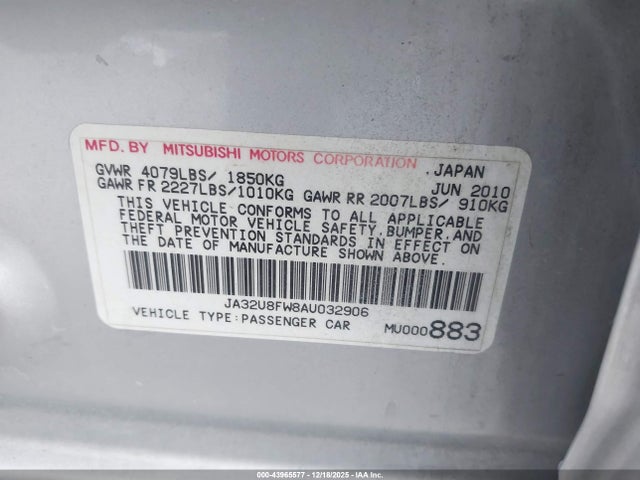 MFD. BY MITSUBISHI MOTORS CORPORATION
JAPAN
GVWR 4079LBS/ 1850KG JUN 2010
GAWR FR 2227LBS/1010KG GAWR RR 2007LBS/ 910KG
THIS VEHICLE CONFORMS TO ALL APPLICABLE
FEDERAL MOTOR VEHICLE SAFETY,BUMPER,AND
THEFT PREVENTION STANDARDS IN EFFECT ON
THE DATE OF MANUFACTURE SHOWN ABOVE.
JA32U8FW8AU032906
VEHICLE TYPE:PASSENGER CAR MU000883
000-43965577 - 12/18/2025 - IAAI.COM